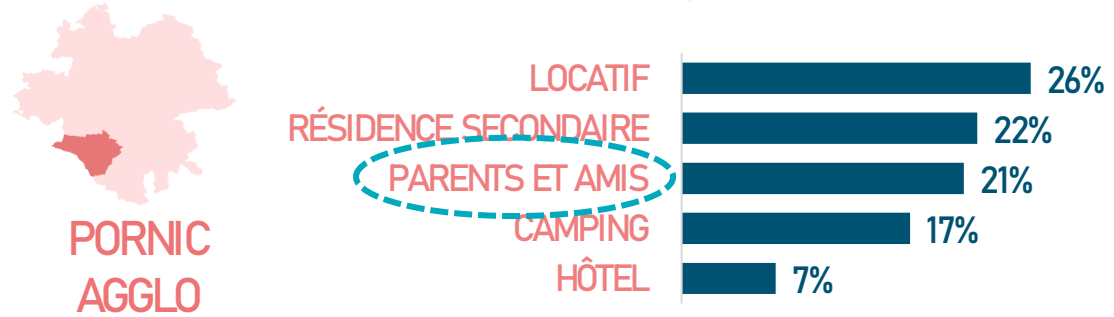 LOCATIF 26%
RÉSIDENCE SECONDAIRE 22%
PARENTS ET AMIS 21%
CAMPING 17%
HÔTEL 7%
PORNIC
AGGLO